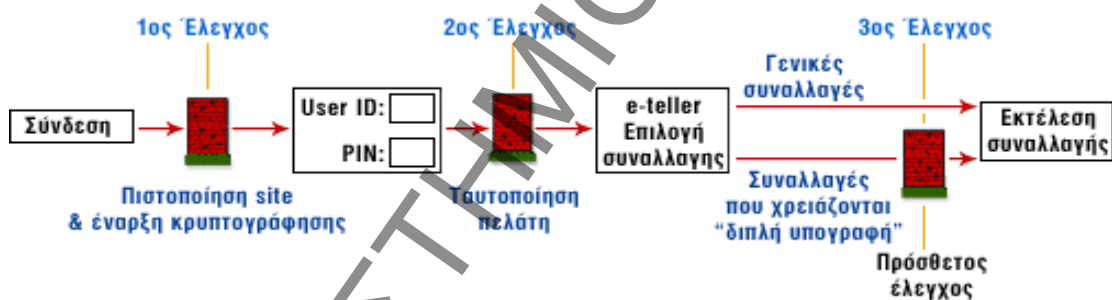 1ος Έλεγχος
2ος Έλεγχος
3ος Έλεγχος
Σύνδεση
User ID:
PIN:
e-teller
Επιλογή
συναλλαγης
Γενικές
συναλλαγές
Εκτέλεση
συναλλαγής
Πιστοποίηση site
& έναρξη κρυπτογράφησης
Ταυτοποίηση
πελάτη
Συναλλαγές
που χρειάζονται
“διπλή υπογραφή”
Πρόσθετος
έλεγχος